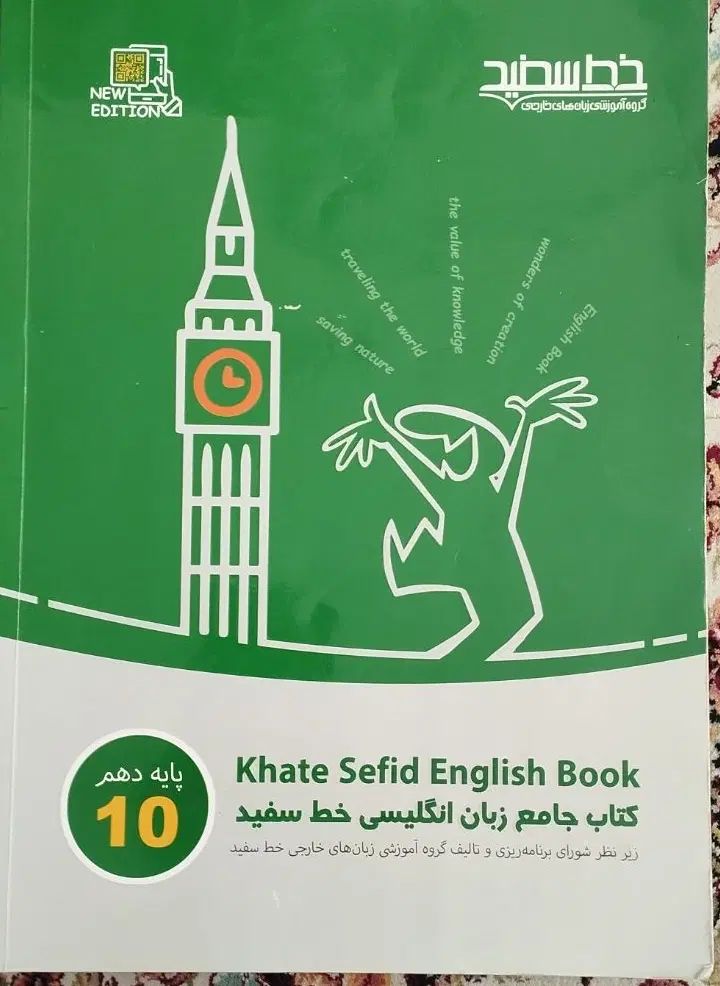 NEW
EDITION
خط سفید
گروه آموزشی زبان‌های خارجی
the value of knowledge
traveling the world
saving nature
wonders of creation
English Book
پایه دهم
10
Khate Sefid English Book
کتاب جامع زبان انگلیسی خط سفید
زیر نظر شورای برنامه‌ریزی و تالیف گروه آموزشی زبان‌های خارجی خط سفید